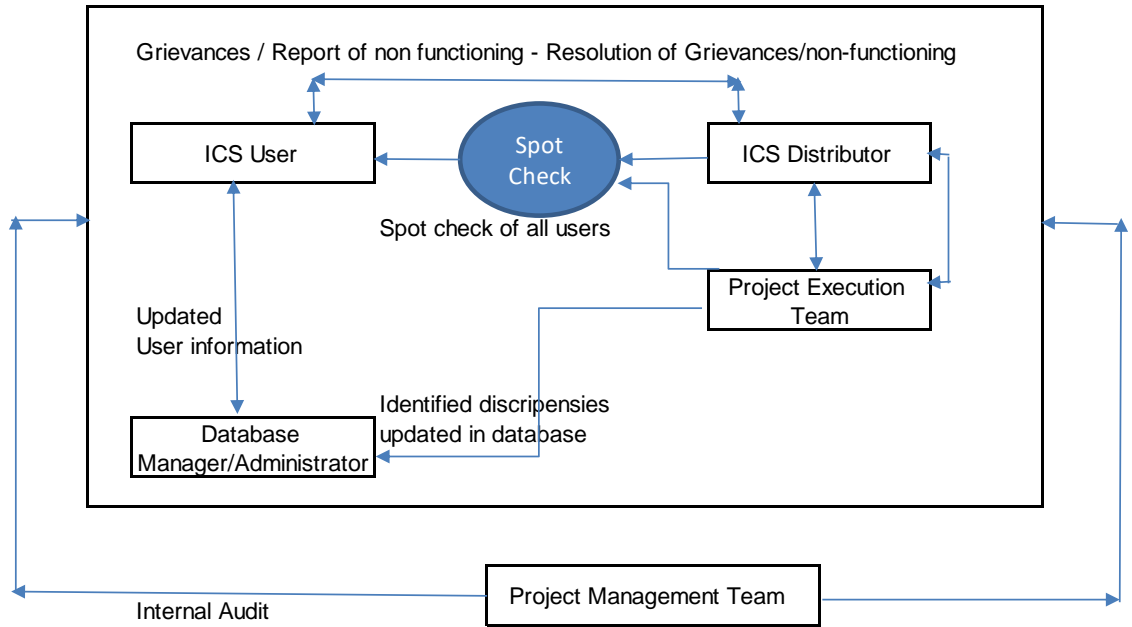 Grievances / Report of non functioning - Resolution of Grievances/non-functioning
ICS User
Spot
Check
ICS Distributor
Spot check of all users
Project Execution
Team
Updated
User information
Identified discripensies
updated in database
Database
Manager/Administrator
Project Management Team
Internal Audit